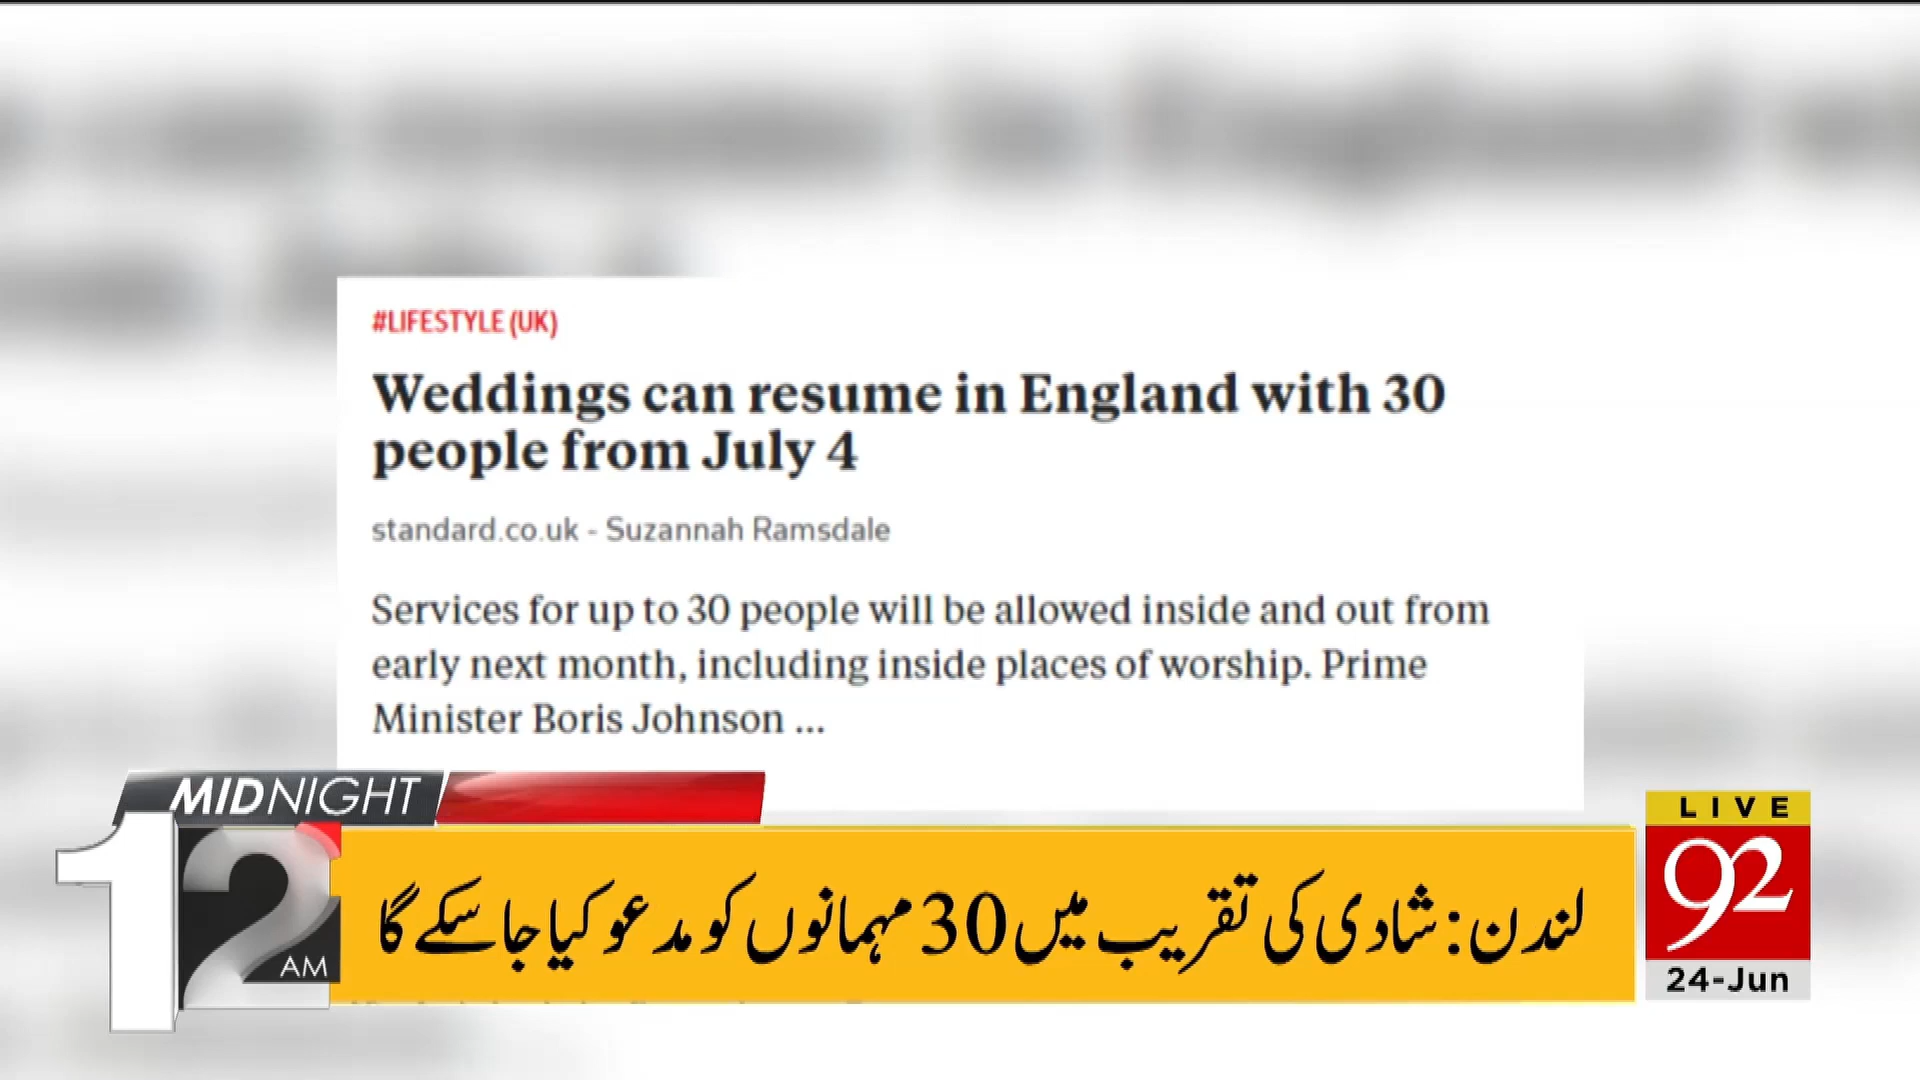 #LIFESTYLE (UK)
Weddings can resume in England with 30
people from July 4
standard.co.uk - Suzannah Ramsdale
Services for up to 30 people will be allowed inside and out from
early next month, including inside places of worship. Prime
Minister Boris Johnson ...
MIDNIGHT
12
AM
لندن: شادی کی تقریب میں 30 مہمانوں کو مدعو کیا جا سکے گا
LIVE
92
24-Jun